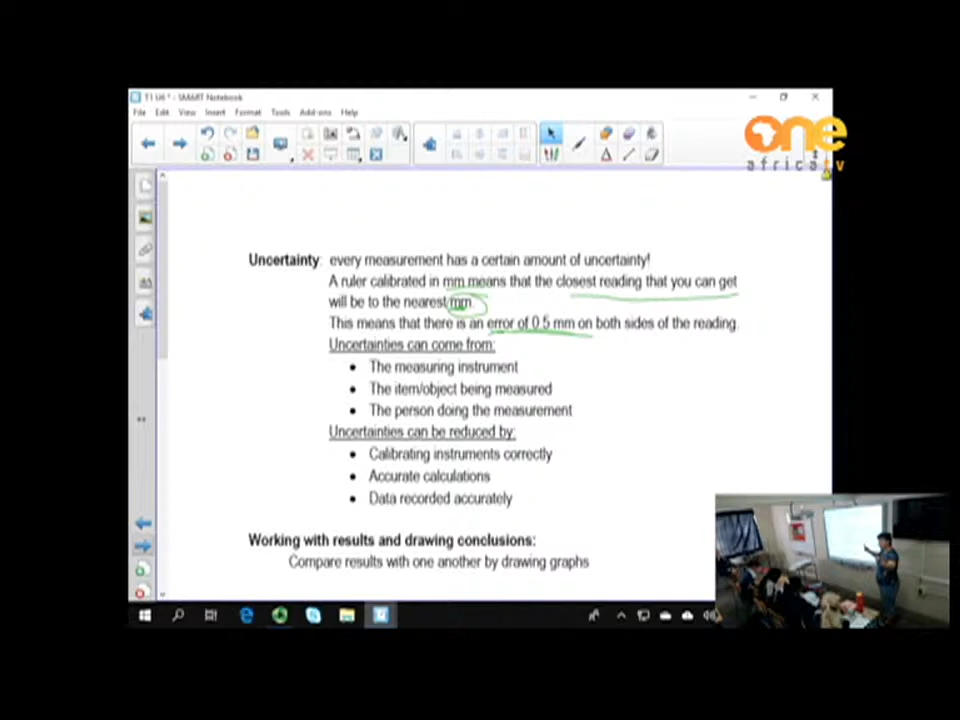 T1 U6 * - SMART Notebook
File Edit View Insert Format Tools Add-ons Help
one
africa tv
Uncertainty: every measurement has a certain amount of uncertainty!
A ruler calibrated in mm means that the closest reading that you can get
will be to the nearest mm.
This means that there is an error of 0.5 mm on both sides of the reading.
Uncertainties can come from:
• The measuring instrument
• The item/object being measured
• The person doing the measurement
Uncertainties can be reduced by:
• Calibrating instruments correctly
• Accurate calculations
• Data recorded accurately
Working with results and drawing conclusions:
Compare results with one another by drawing graphs